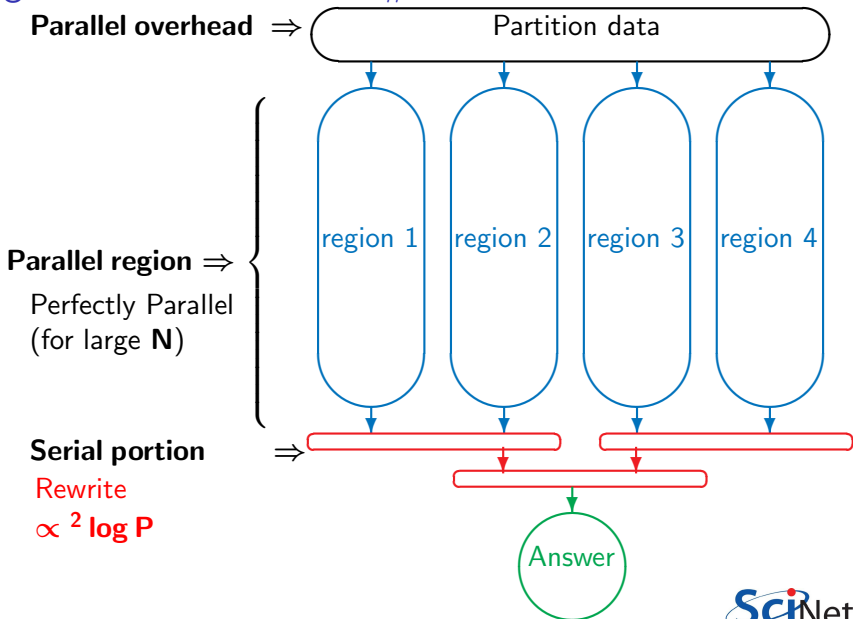 Parallel overhead ⇒ Partition data
region 1 region 2 region 3 region 4
Parallel region ⇒
Perfectly Parallel
(for large N)
Serial portion ⇒
Rewrite
∝ ² log P
Answer
SciNet